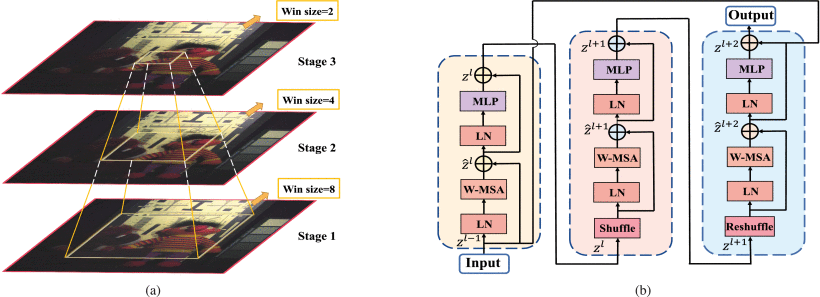 Win size=2
Stage 3
Win size=4
Stage 2
Win size=8
Stage 1
(a)
z^l
MLP
LN
ẑ^l
W-MSA
LN
z^{l-1}
Input
z^{l+1}
MLP
LN
ẑ^{l+1}
W-MSA
LN
Shuffle
z^l
Output
z^{l+2}
MLP
LN
ẑ^{l+2}
W-MSA
LN
Reshuffle
z^{l+1}
(b)